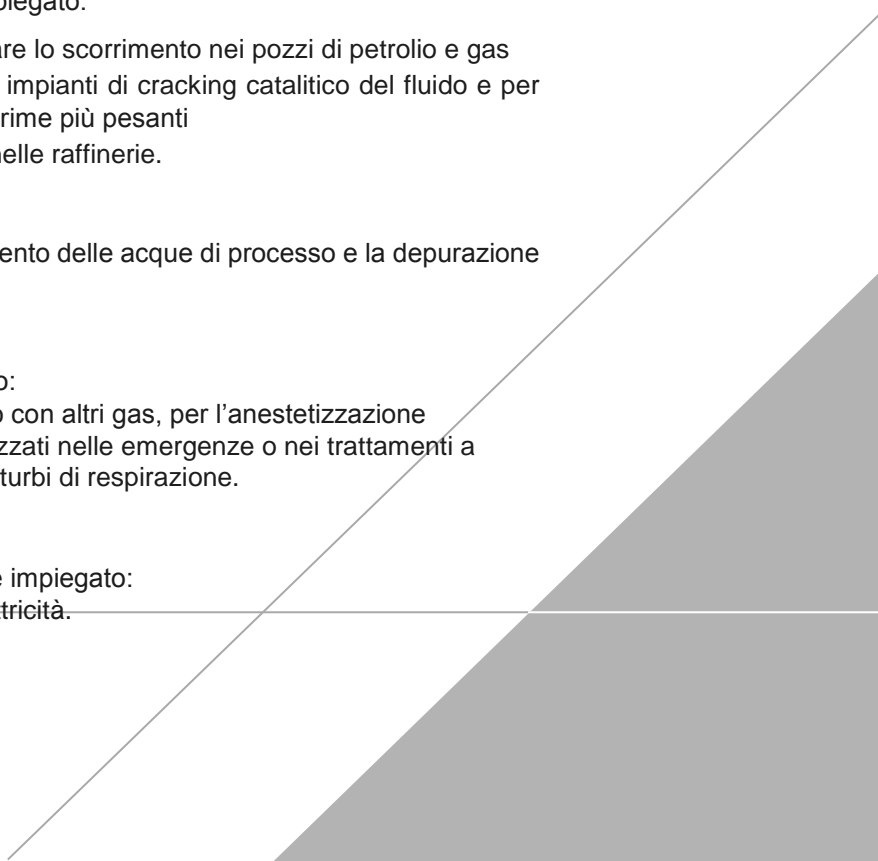 piegato:
are lo scorrimento nei pozzi di petrolio e gas
impianti di cracking catalitico del fluido e per
rime più pesanti
nelle raffinerie.
ento delle acque di processo e la depurazione
o:
o con altri gas, per l’anestetizzazione
zzati nelle emergenze o nei trattamenti a
turbi di respirazione.
e impiegato:
ttricità.